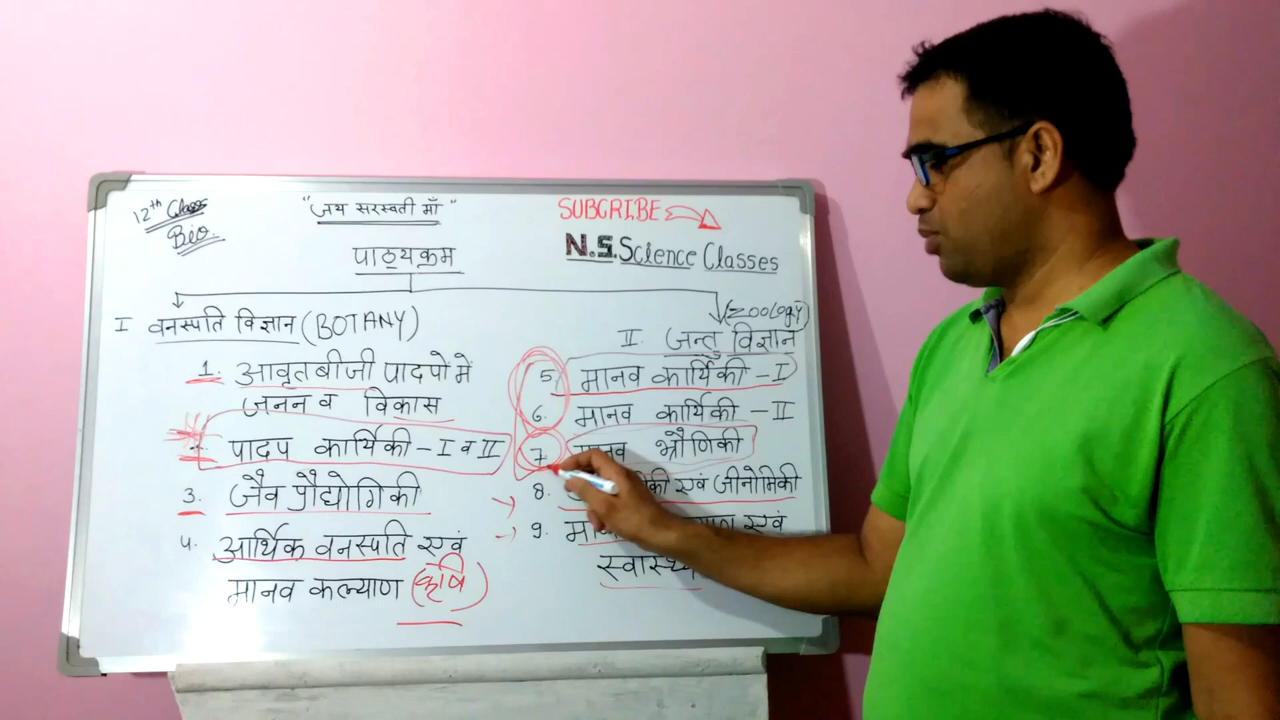 12th Class
Bio.
"जय सरस्वती माँ"
SUBCRIBE
N.S. Science Classes
पाठ्यक्रम
I वनस्पति विज्ञान (BOTANY)
1. आवृतबीजी पादपों में
जनन व विकास
पादप कार्यिकी - I व II
3. जैव प्रौद्योगिकी
4. आर्थिक वनस्पति एवं
मानव कल्याण (कृषि)
(Zoology)
II. जन्तु विज्ञान
5. मानव कार्यिकी - I
6. मानव कार्यिकी - II
7. भ्रौणिकी
8. एवं जीनोमिकी
9. एवं
स्वास्थ्य